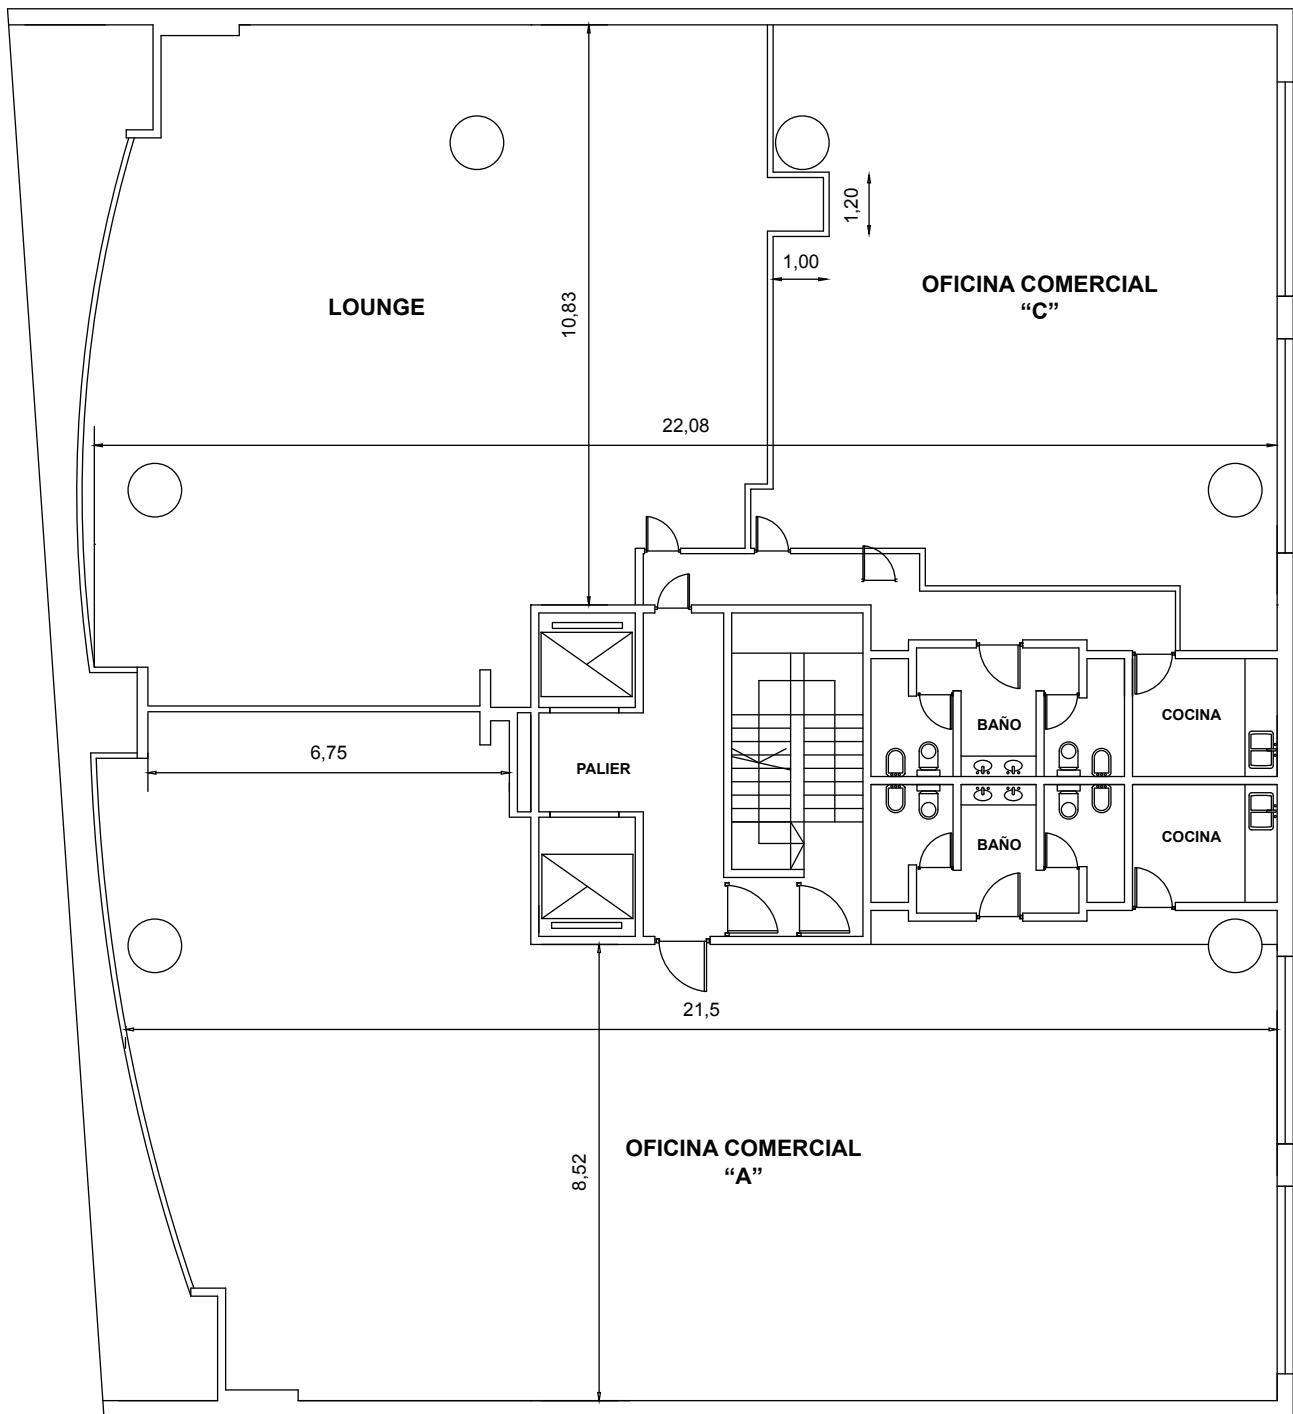 1,20
1,00
OFICINA COMERCIAL
“C”
LOUNGE
10,83
22,08
BAÑO
COCINA
6,75
PALIER
BAÑO
COCINA
21,5
OFICINA COMERCIAL
“A”
8,52